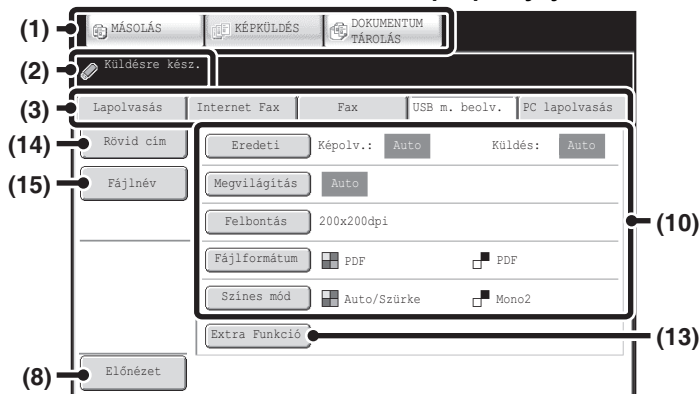 (1)
MÁSOLÁS
KÉPKÜLDÉS
DOKUMENTUM
TÁROLÁS
(2)
Küldésre kész.
(3)
Lapolvasás
Internet Fax
Fax
USB m. beolv.
PC lapolvasás
(14)
Rövid cím
Eredeti
Képolv.:
Auto
Küldés:
Auto
(15)
Fájlnév
Megvilágítás
Auto
Felbontás
200x200dpi
(10)
Fájlformátum
PDF
PDF
Színes mód
Auto/Szürke
Mono2
Extra Funkció
(13)
(8)
Előnézet